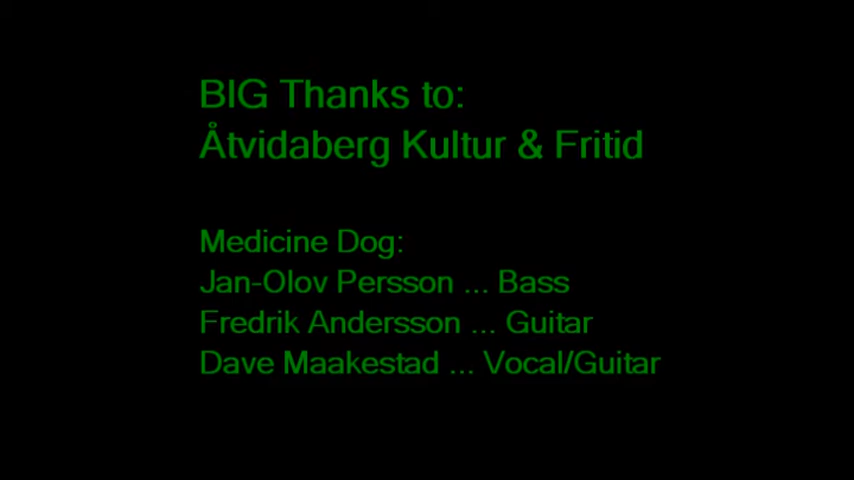 BIG Thanks to:
Åtvidaberg Kultur & Fritid
Medicine Dog:
Jan-Olov Persson ... Bass
Fredrik Andersson ... Guitar
Dave Maakestad ... Vocal/Guitar